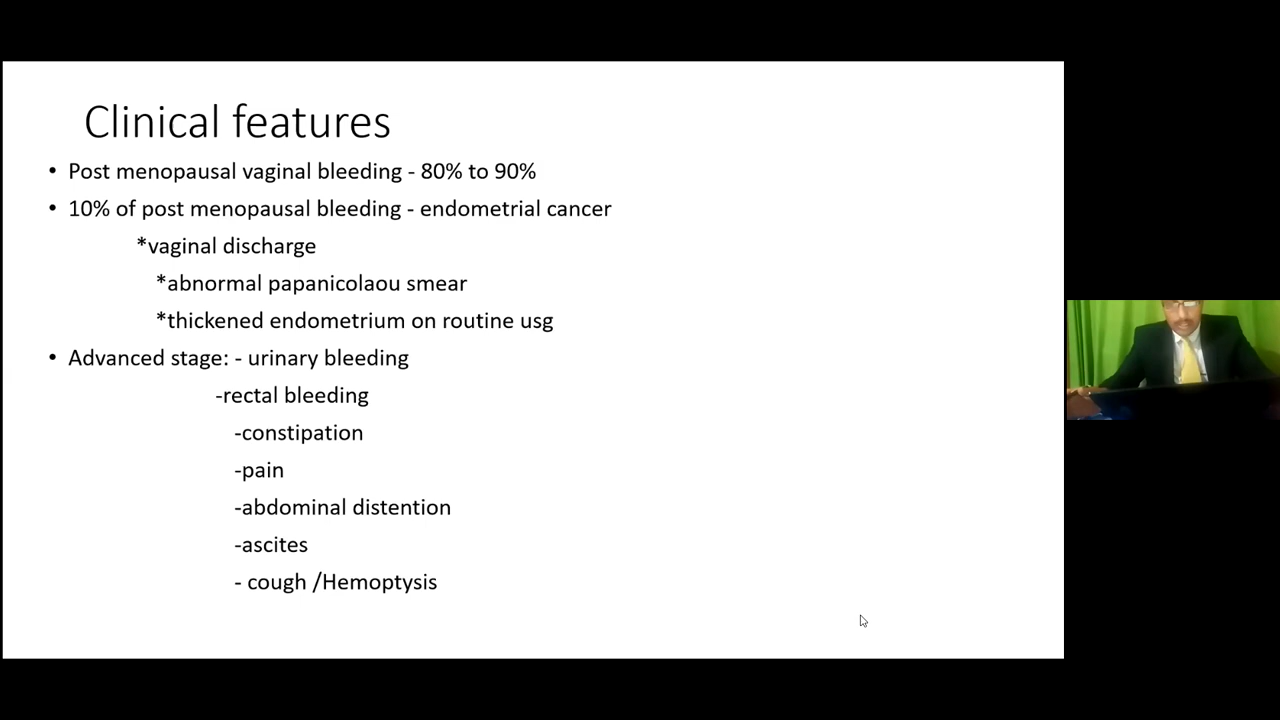 Clinical features
• Post menopausal vaginal bleeding - 80% to 90%
• 10% of post menopausal bleeding - endometrial cancer
*vaginal discharge
*abnormal papanicolaou smear
*thickened endometrium on routine usg
• Advanced stage: - urinary bleeding
-rectal bleeding
-constipation
-pain
-abdominal distention
-ascites
- cough /Hemoptysis